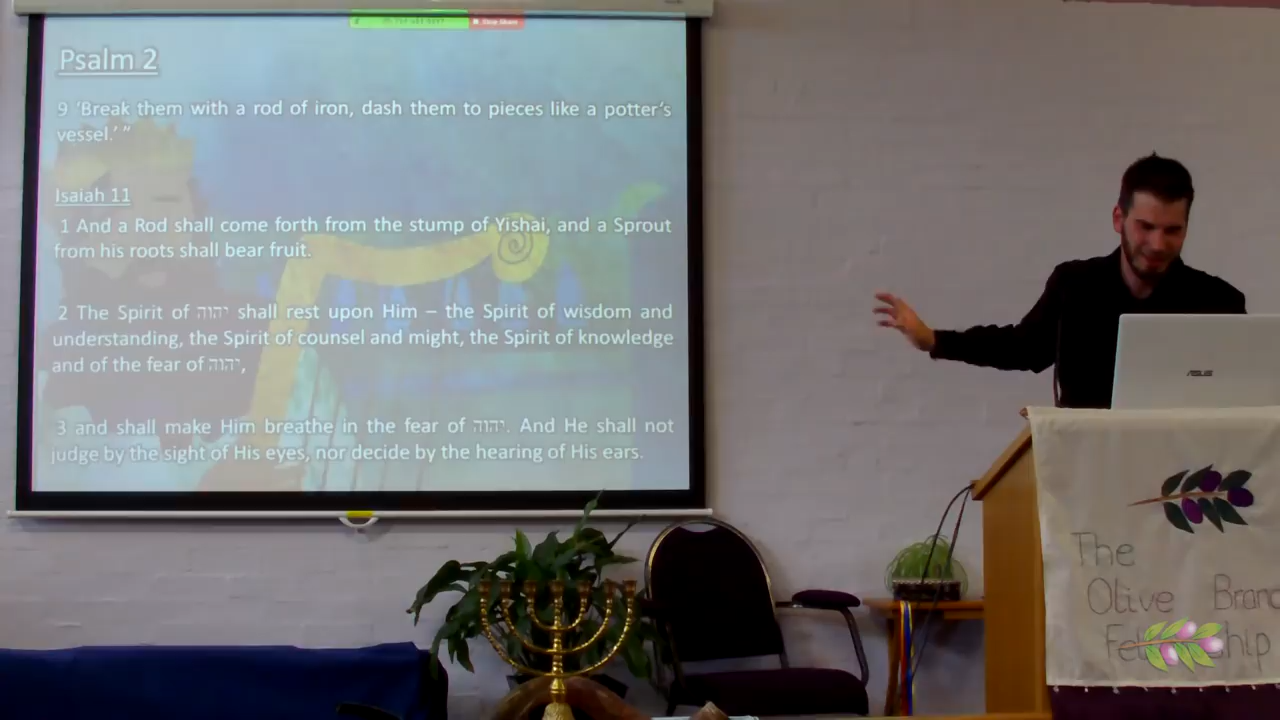 Stop Share
Psalm 2
9 'Break them with a rod of iron, dash them to pieces like a potter's
vessel.' "
Isaiah 11
1 And a Rod shall come forth from the stump of Yishai, and a Sprout
from his roots shall bear fruit.
2 The Spirit of יהוה shall rest upon Him – the Spirit of wisdom and
understanding, the Spirit of counsel and might, the Spirit of knowledge
and of the fear of יהוה,
3 and shall make Him breathe in the fear of יהוה. And He shall not
judge by the sight of His eyes, nor decide by the hearing of His ears.
ASUS
The
Olive Branc
Fel ship